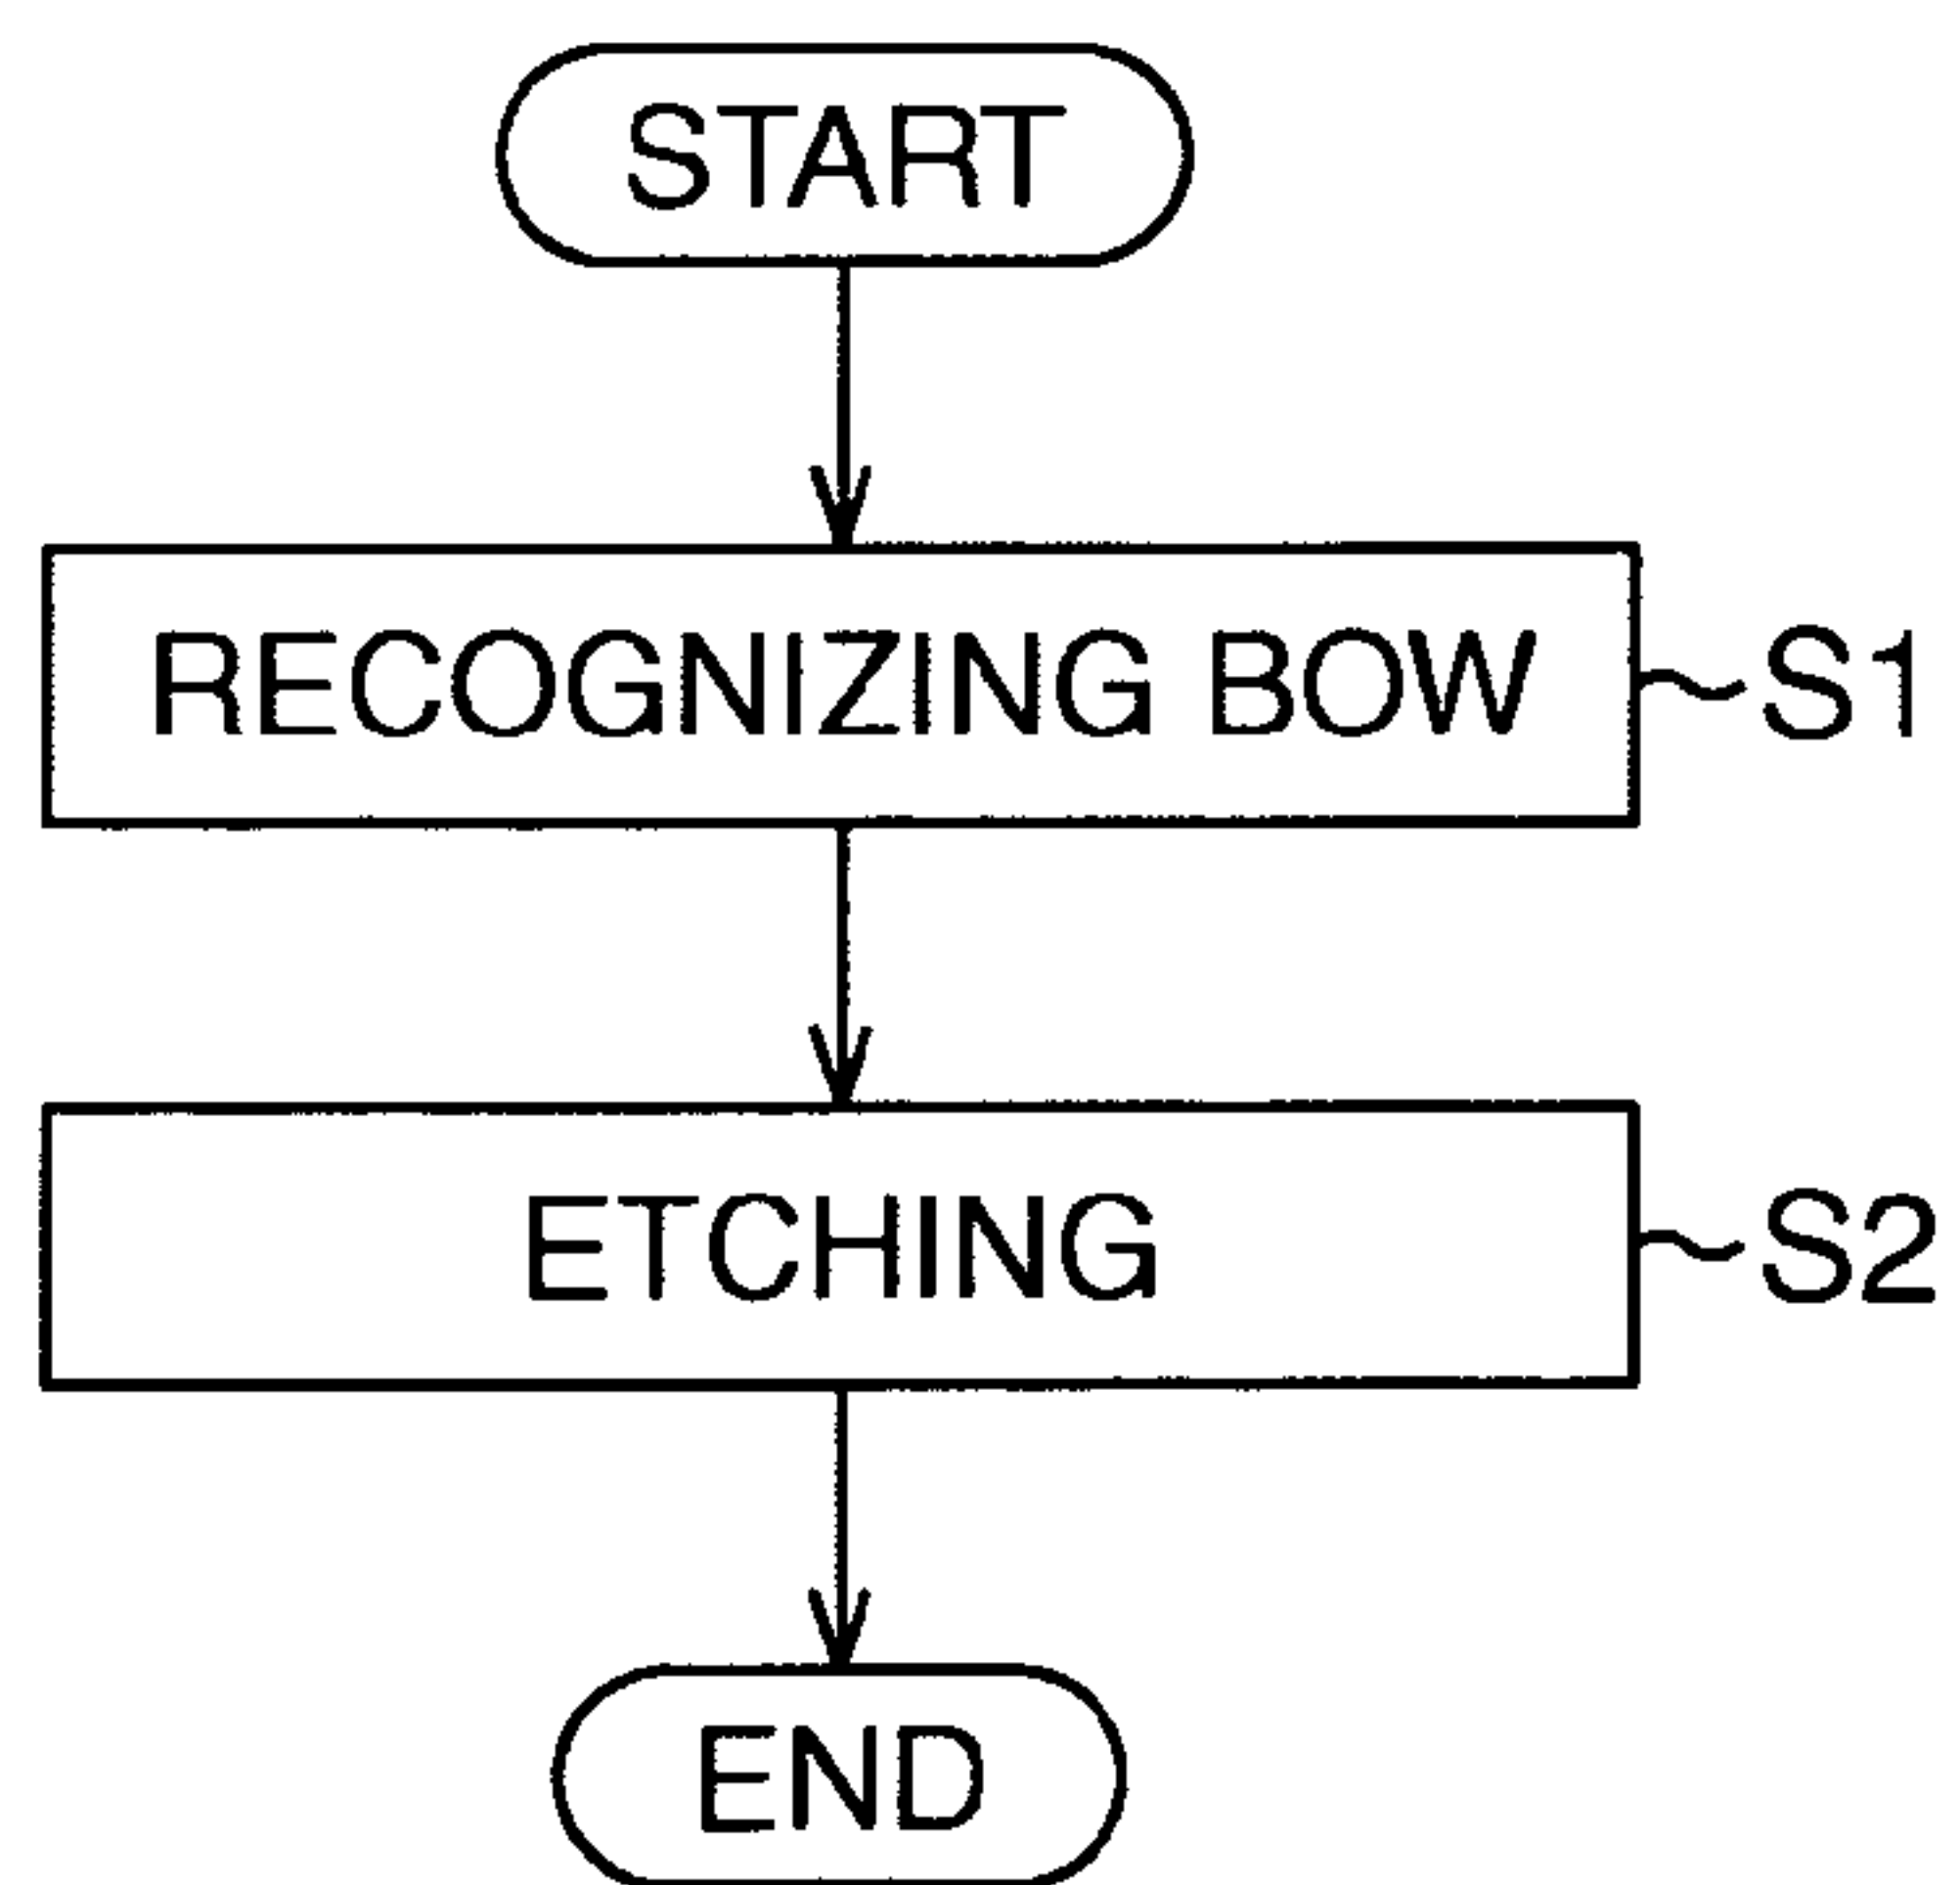 START
RECOGNIZING BOW
S1
ETCHING
S2
END